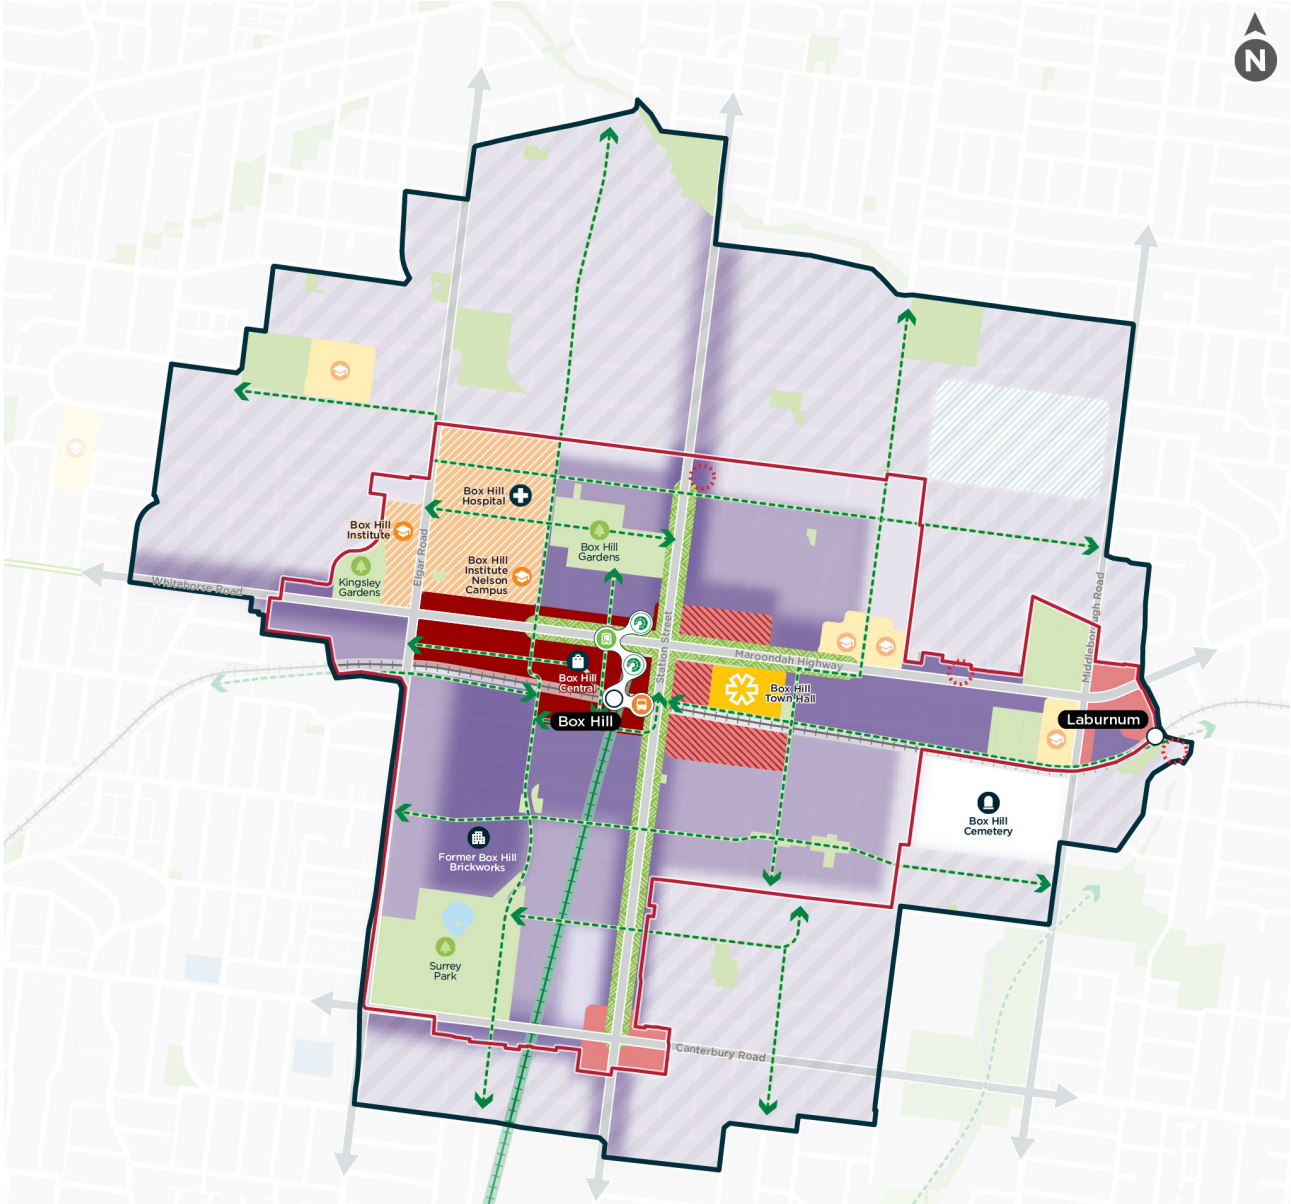 N
Box Hill
Hospital
Box Hill
Institute
Box Hill
Gardens
Elgar Road
Box Hill
Institute
Nelson
Campus
Kingsley
Gardens
Whitehorse Road
Middleborough Road
Station Street
Maroondah Highway
Box Hill
Central
Box Hill
Town Hall
Box Hill
Laburnum
Box Hill
Cemetery
Former Box Hill
Brickworks
Surrey
Park
Canterbury Road